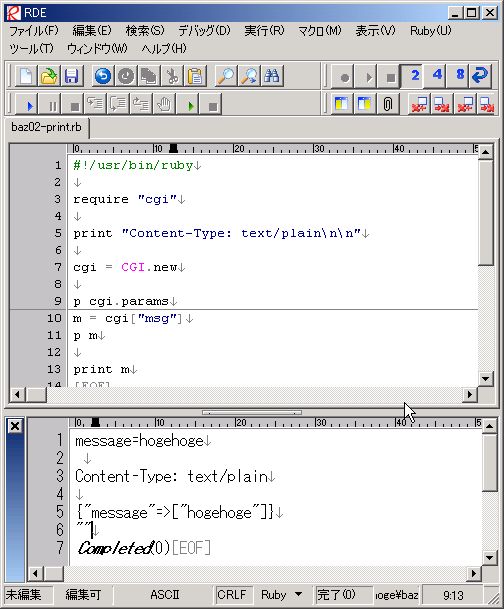 RDE
ファイル(F) 編集(E) 検索(S) デバッグ(D) 実行(R) マクロ(M) 表示(V) Ruby(U)
ツール(T) ウィンドウ(W) ヘルプ(H)
2 4 8
baz02-print.rb
0 10 20 30 40 50
1 #!/usr/bin/ruby↓
2 ↓
3 require "cgi"↓
4 ↓
5 print "Content-Type: text/plain\n\n"↓
6 ↓
7 cgi = CGI.new↓
8 ↓
9 p cgi.params↓
10 m = cgi["msg"]↓
11 p m↓
12 ↓
13 print m↓
14 [EOF]
0 10 20 30 40 50
1 message=hogehoge↓
2 ↓
3 Content-Type: text/plain↓
4 ↓
5 {"message"=>["hogehoge"]}↓
6 ""↓
7 Completed(0)[EOF]
未編集 編集可 ASCII CRLF Ruby 完了(0) oge¥baz 9:13